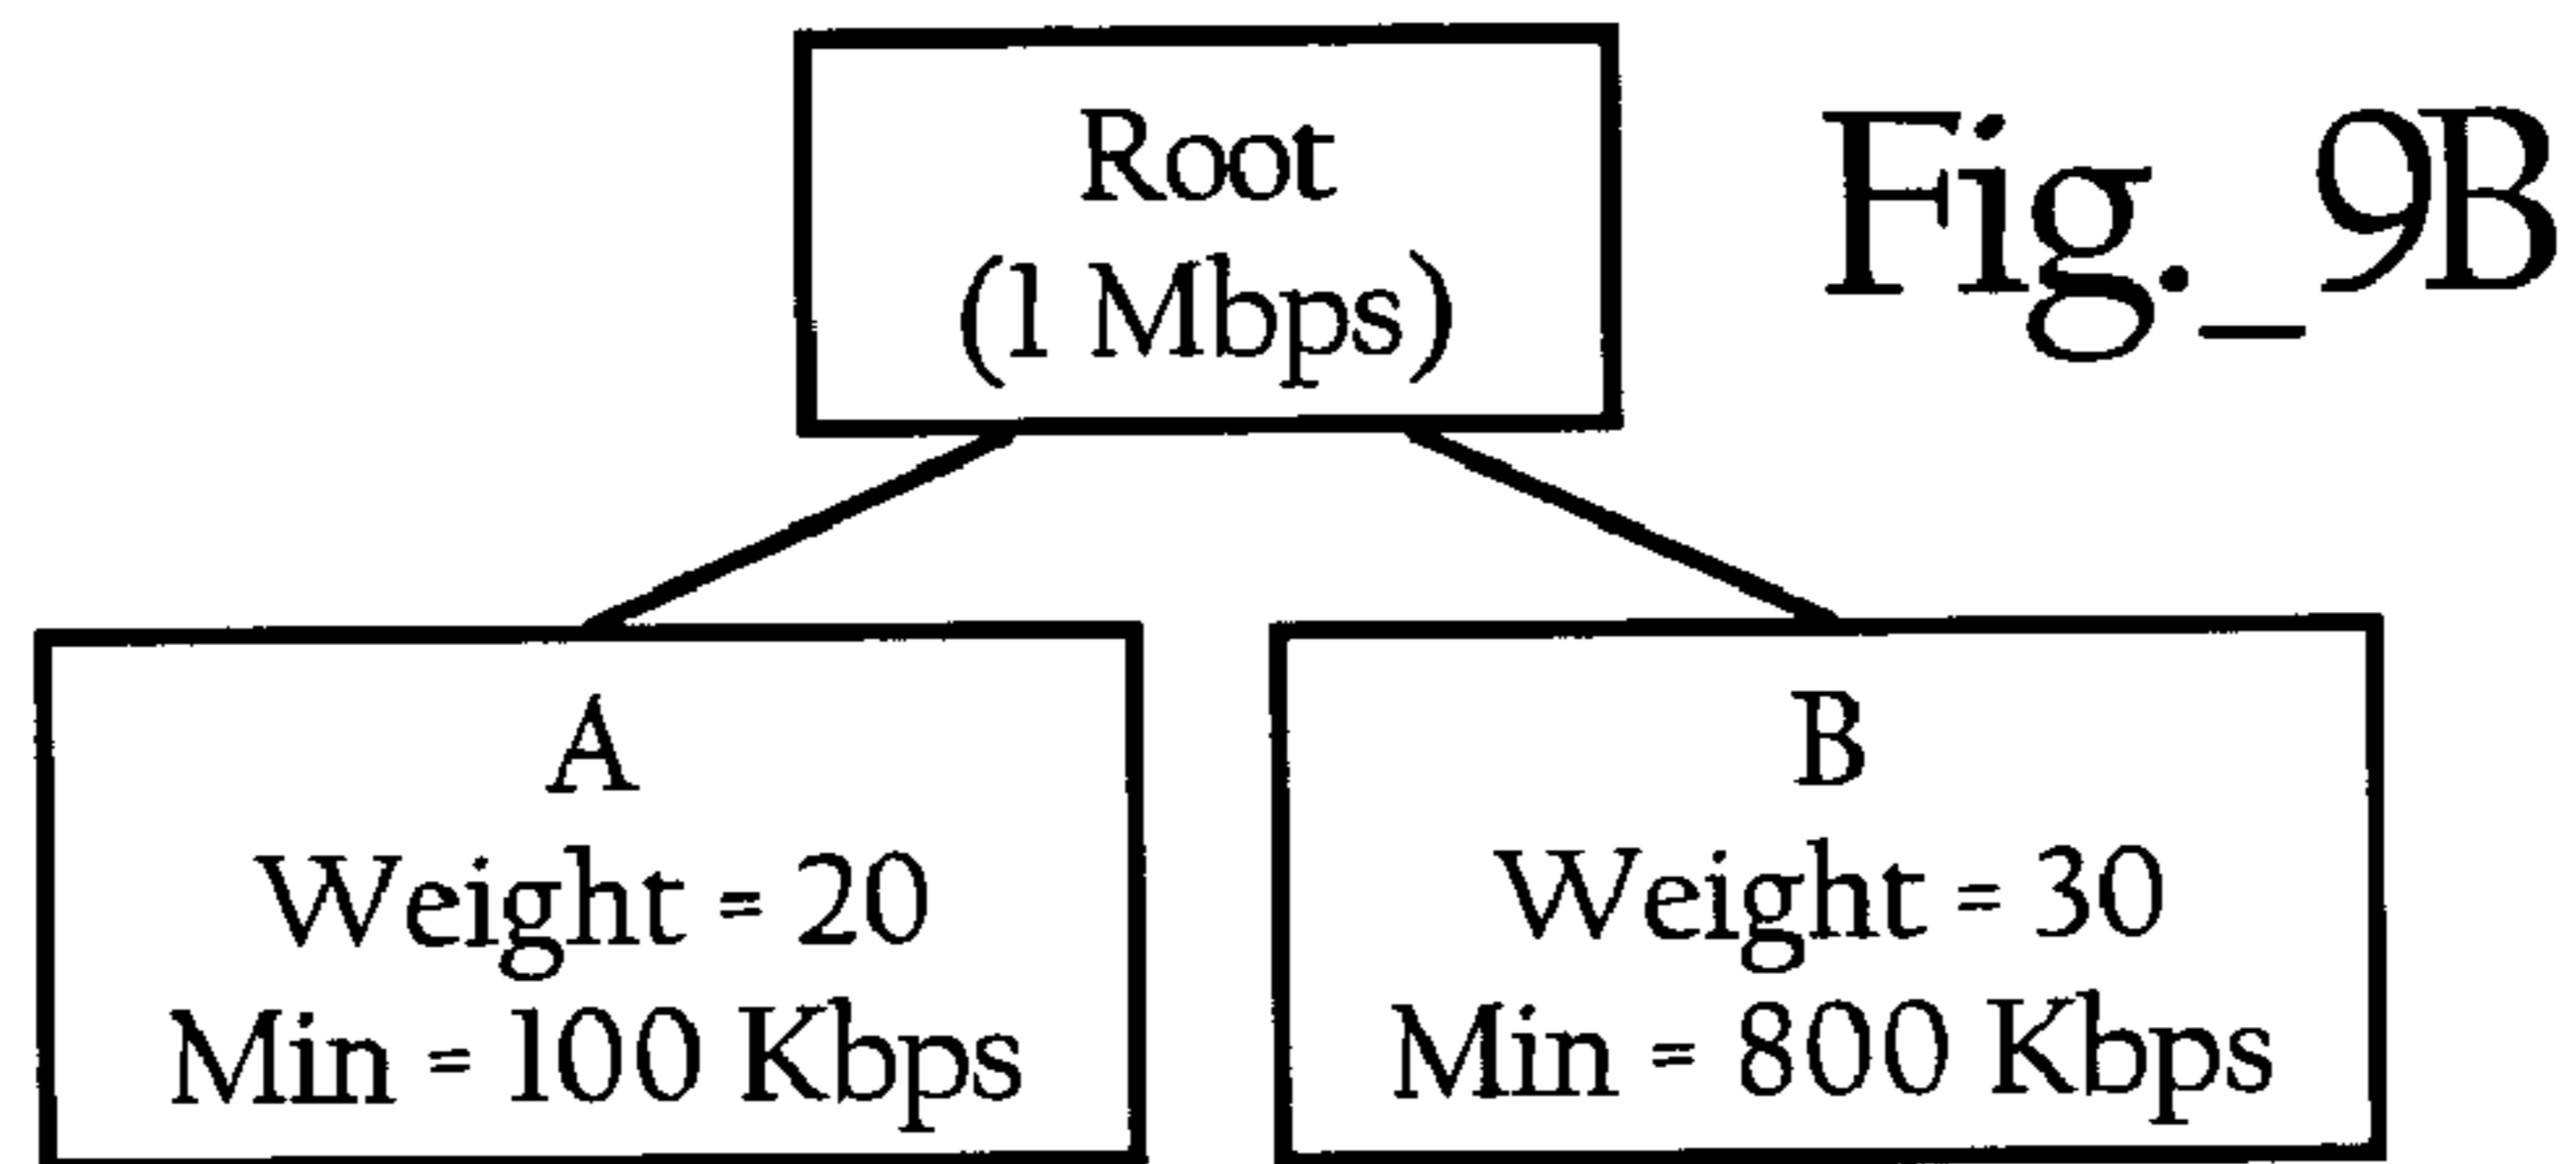 Root
(1 Mbps)
Fig._9B
A
Weight = 20
Min = 100 Kbps
B
Weight = 30
Min = 800 Kbps